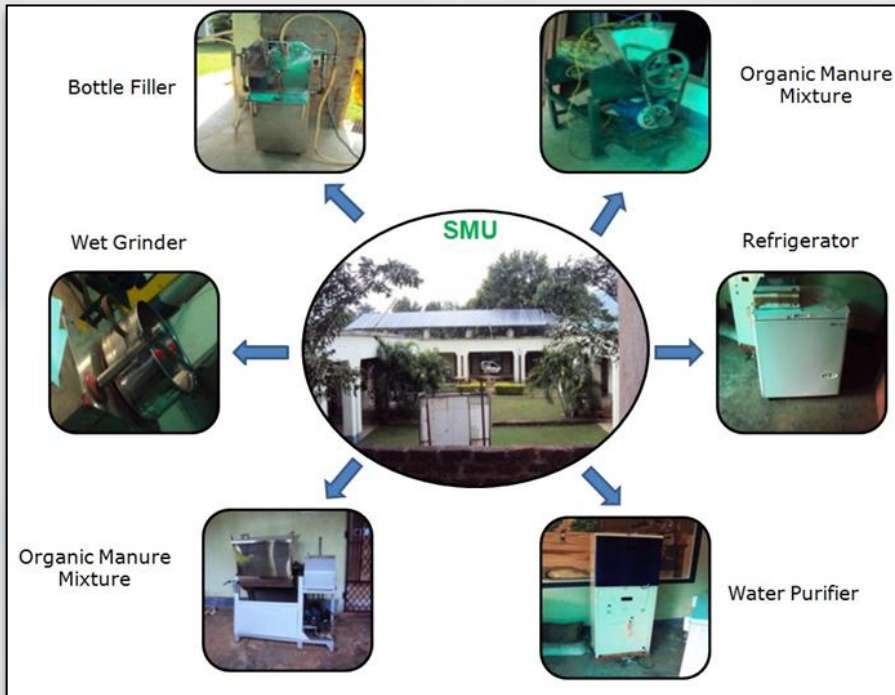 Bottle Filler
Organic Manure
Mixture
SMU
Wet Grinder
Refrigerator
Organic Manure
Mixture
Water Purifier